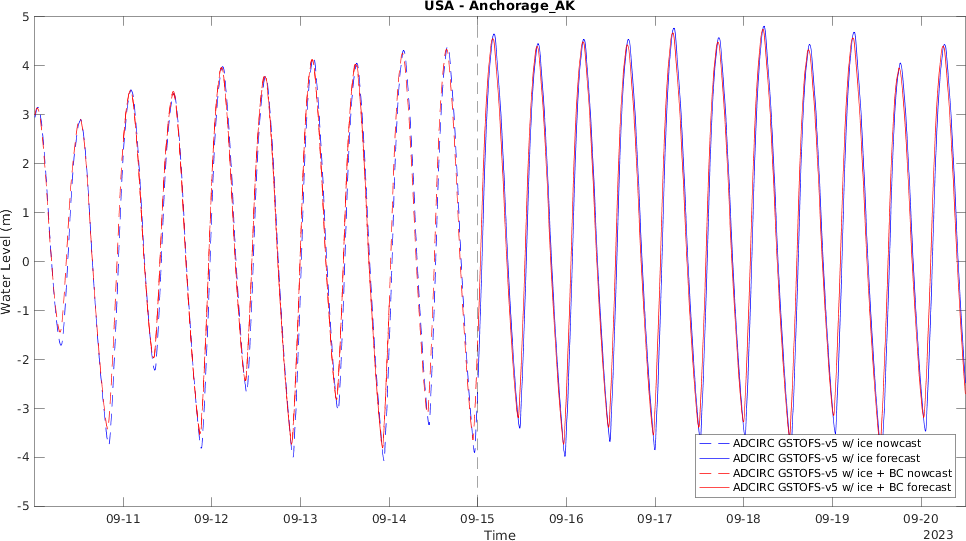 USA - Anchorage_AK
5
4
3
2
1
0
-1
-2
-3
-4
-5
Water Level (m)
09-11 09-12 09-13 09-14 09-15 09-16 09-17 09-18 09-19 09-20
Time
2023
ADCIRC GSTOFS-v5 w/ ice nowcast
ADCIRC GSTOFS-v5 w/ ice forecast
ADCIRC GSTOFS-v5 w/ ice + BC nowcast
ADCIRC GSTOFS-v5 w/ ice + BC forecast